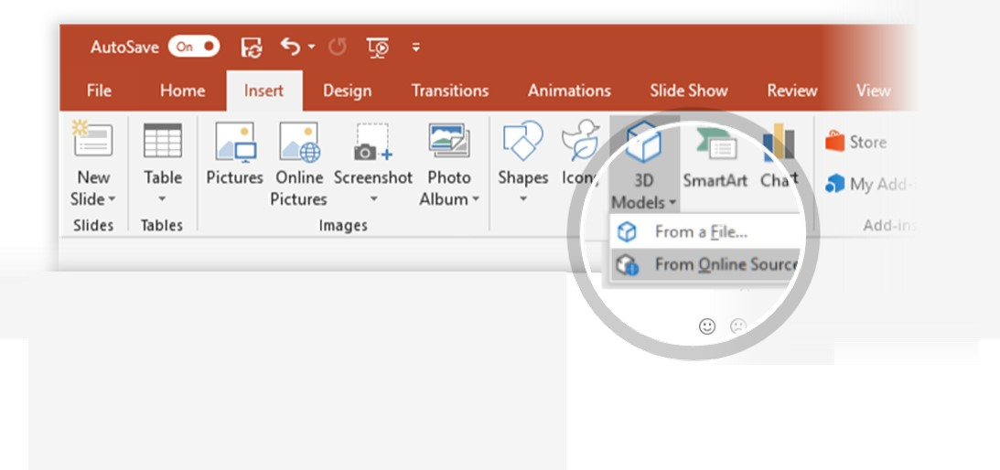 AutoSave On
File Home Insert Design Transitions Animations Slide Show Review View
New Slide
Table
Pictures
Online Pictures
Screenshot
Photo Album
Shapes
Icons
3D Models
SmartArt
Chart
Store
My Add-
Slides
Tables
Images
Add-ins
From a File...
From Online Source